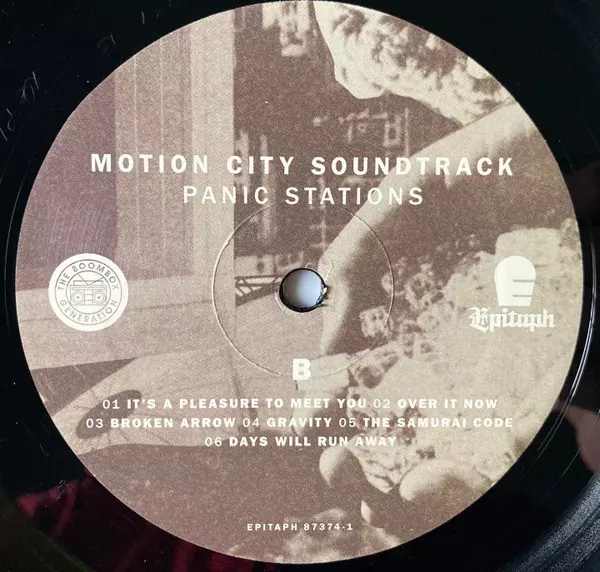 MOTION CITY SOUNDTRACK
PANIC STATIONS
THE BOOMBOX
GENERATION
E
Epitaph
B
01 IT'S A PLEASURE TO MEET YOU 02 OVER IT NOW
03 BROKEN ARROW 04 GRAVITY 05 THE SAMURAI CODE
06 DAYS WILL RUN AWAY
EPITAPH 87374-1